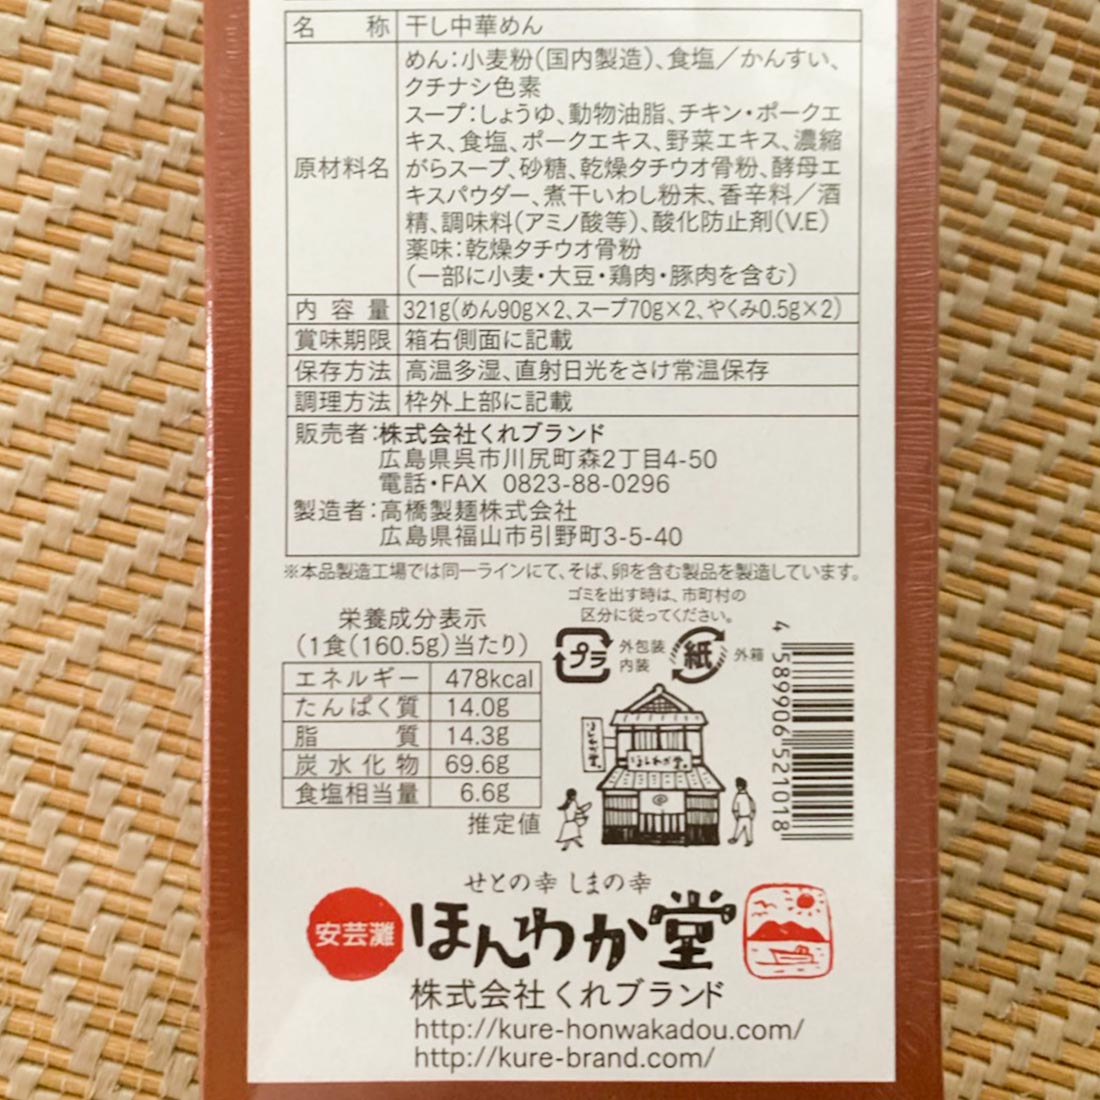 名称 干し中華めん
原材料名 めん:小麦粉(国内製造)、食塩/かんすい、
クチナシ色素
スープ:しょうゆ、動物油脂、チキン・ポークエ
キス、食塩、ポークエキス、野菜エキス、濃縮
がらスープ、砂糖、乾燥タチウオ骨粉、酵母エ
キスパウダー、煮干いわし粉末、香辛料/酒
精、調味料(アミノ酸等)、酸化防止剤(V.E)
薬味:乾燥タチウオ骨粉
(一部に小麦・大豆・鶏肉・豚肉を含む)
内容量 321g(めん90g×2、スープ70g×2、やくみ0.5g×2)
賞味期限 箱右側面に記載
保存方法 高温多湿、直射日光をさけ常温保存
調理方法 枠外上部に記載
販売者:株式会社くれブランド
広島県呉市川尻町森2丁目4-50
電話・FAX 0823-88-0296
製造者:高橋製麺株式会社
広島県福山市引野町3-5-40
※本品製造工場では同一ラインにて、そば、卵を含む製品を製造しています。
ゴミを出す時は、市町村の
区分に従ってください。
プラ 外包装
内装
紙 外箱
栄養成分表示
(1食(160.5g)当たり)
エネルギー 478kcal
たんぱく質 14.0g
脂質 14.3g
炭水化物 69.6g
食塩相当量 6.6g
推定値
ほんわか堂
ほんわか堂
4 589906 521018
せとの幸 しまの幸
安芸灘 ほんわか堂
株式会社くれブランド
http://kure-honwakadou.com/
http://kure-brand.com/